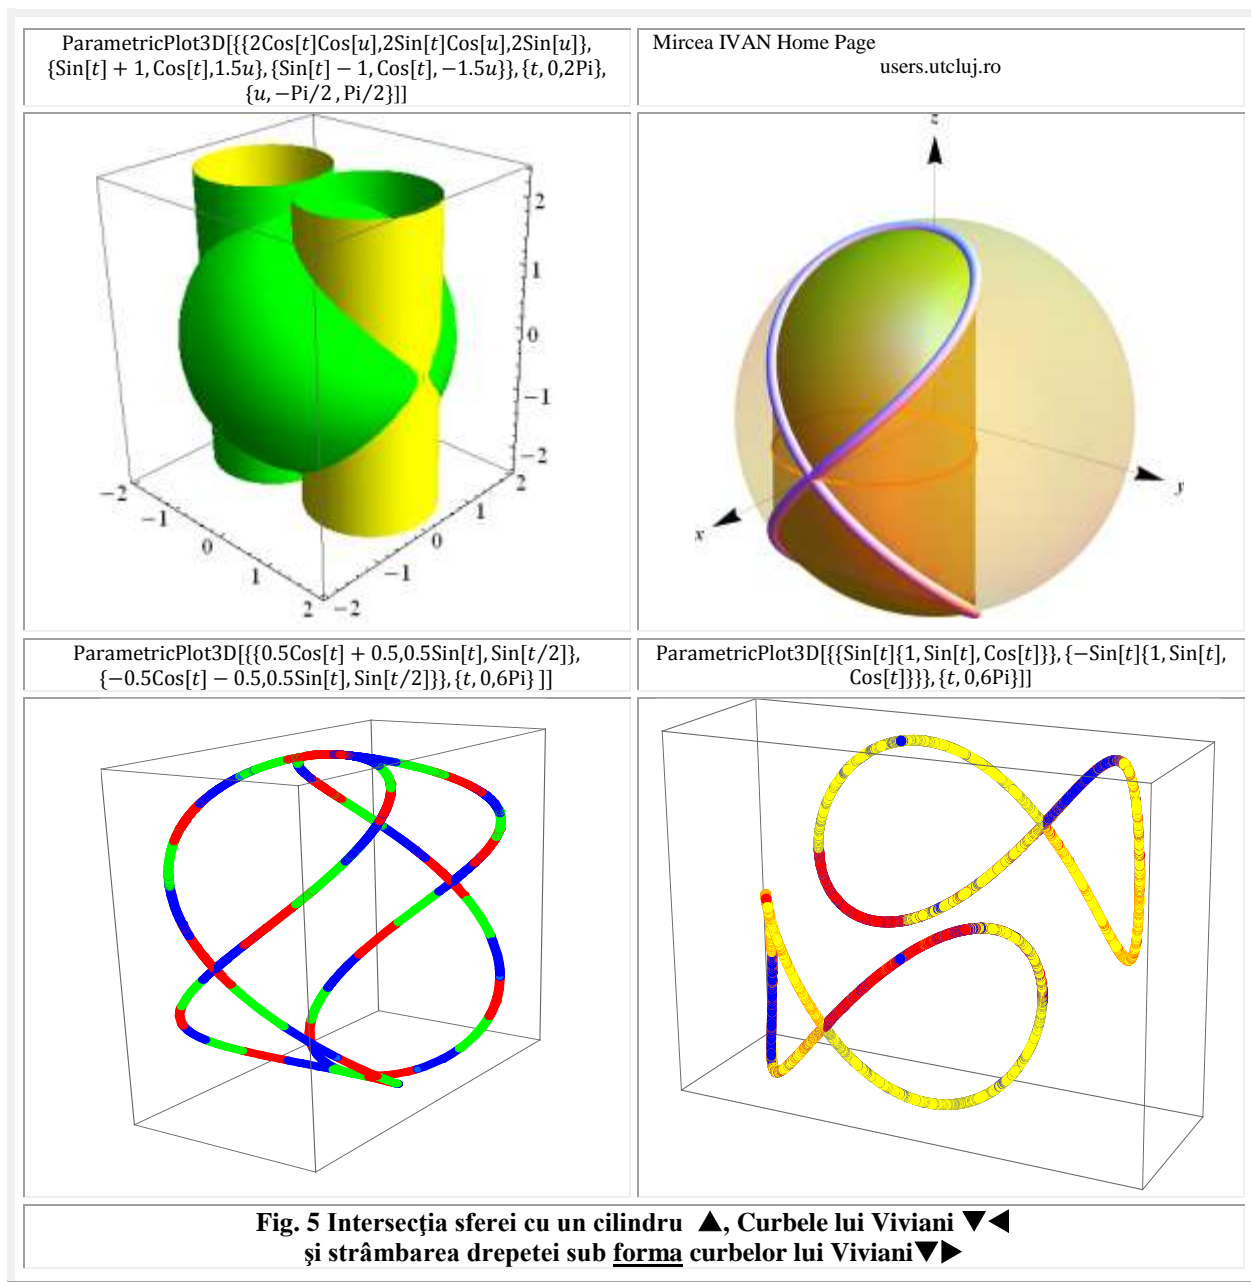 ParametricPlot3D[{{2Cos[t]Cos[u],2Sin[t]Cos[u],2Sin[u]},
{Sin[t] + 1, Cos[t],1.5u},{Sin[t] − 1, Cos[t], −1.5u}},{t, 0,2Pi},
{u, −Pi/2 , Pi/2}]]
Mircea IVAN Home Page
users.utcluj.ro
2
1
0
−1
−2
2
1
0
−1
−2
−2
−1
0
1
2
z
x
y
ParametricPlot3D[{{0.5Cos[t] + 0.5,0.5Sin[t], Sin[t/2]},
{−0.5Cos[t] − 0.5,0.5Sin[t], Sin[t/2]}},{t, 0,6Pi} ]]
ParametricPlot3D[{{Sin[t]{1, Sin[t], Cos[t]}}, {−Sin[t]{1, Sin[t],
Cos[t]}}},{t, 0,6Pi}]]
Fig. 5 Intersecţia sferei cu un cilindru ▲, Curbele lui Viviani ▼◀
şi strâmbarea drepetei sub forma curbelor lui Viviani▼▶